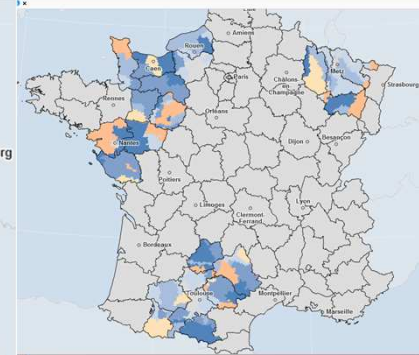 Amiens
Rouen
Caen
Paris
Metz
Châlons
en
Champagne
Strasbourg
Rennes
Orléans
Nantes
Dijon
Besançon
Poitiers
Limoges
Clermont
Ferrand
Lyon
Bordeaux
Toulouse
Montpellier
Marseille
rg